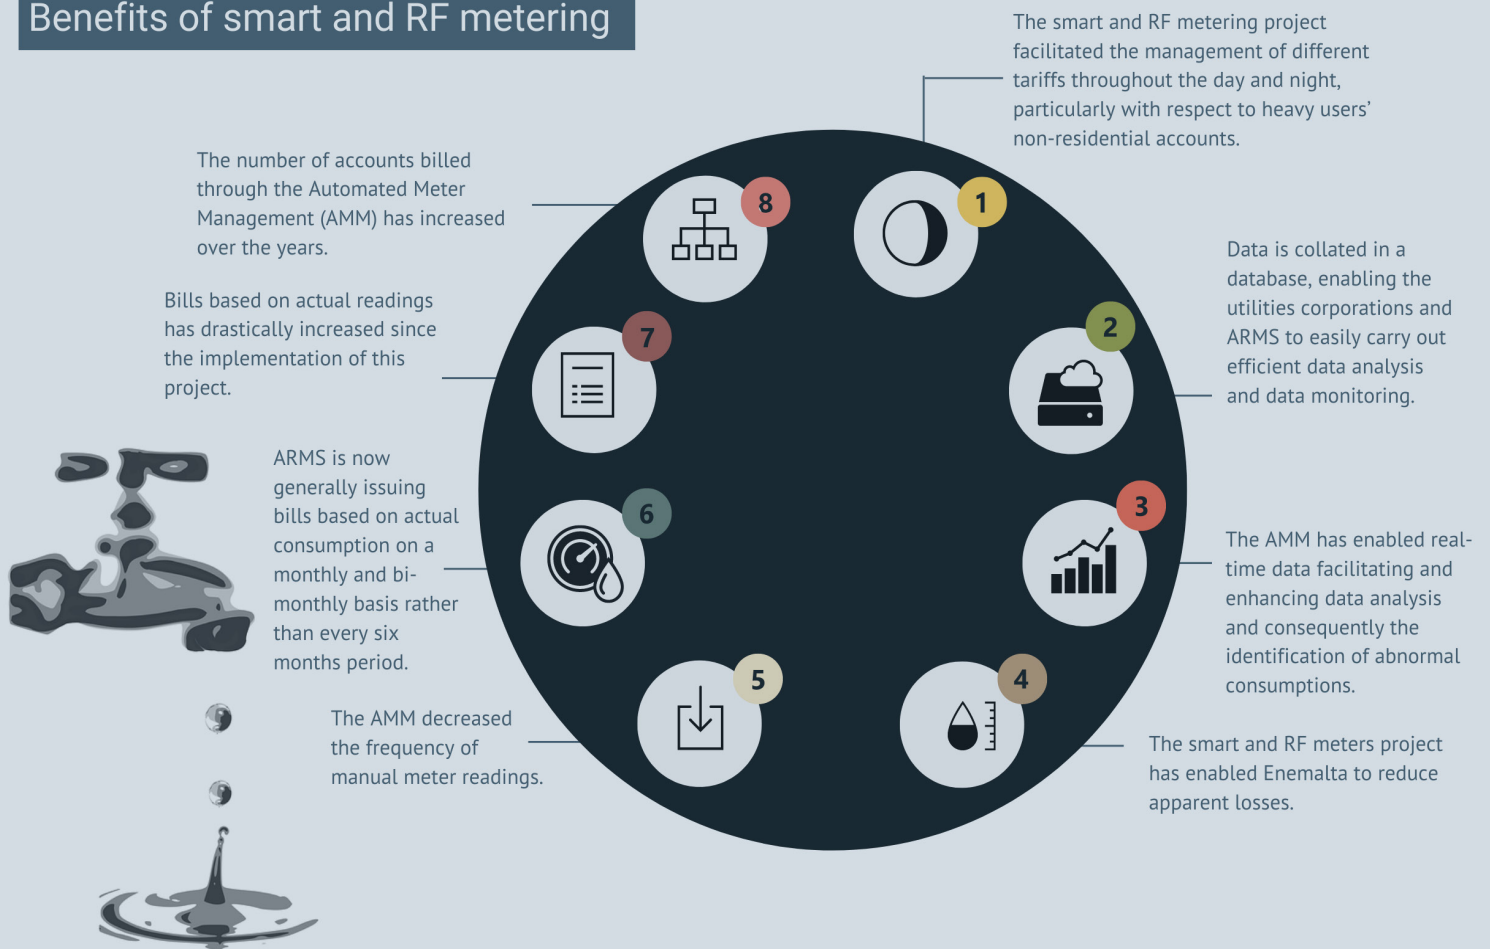 Benefits of smart and RF metering
The smart and RF metering project
facilitated the management of different
tariffs throughout the day and night,
particularly with respect to heavy users’
non-residential accounts.
1
Data is collated in a
database, enabling the
utilities corporations and
ARMS to easily carry out
efficient data analysis
and data monitoring.
2
The AMM has enabled real-
time data facilitating and
enhancing data analysis
and consequently the
identification of abnormal
consumptions.
3
The smart and RF meters project
has enabled Enemalta to reduce
apparent losses.
4
The AMM decreased
the frequency of
manual meter readings.
5
ARMS is now
generally issuing
bills based on actual
consumption on a
monthly and bi-
monthly basis rather
than every six
months period.
6
Bills based on actual readings
has drastically increased since
the implementation of this
project.
7
The number of accounts billed
through the Automated Meter
Management (AMM) has increased
over the years.
8